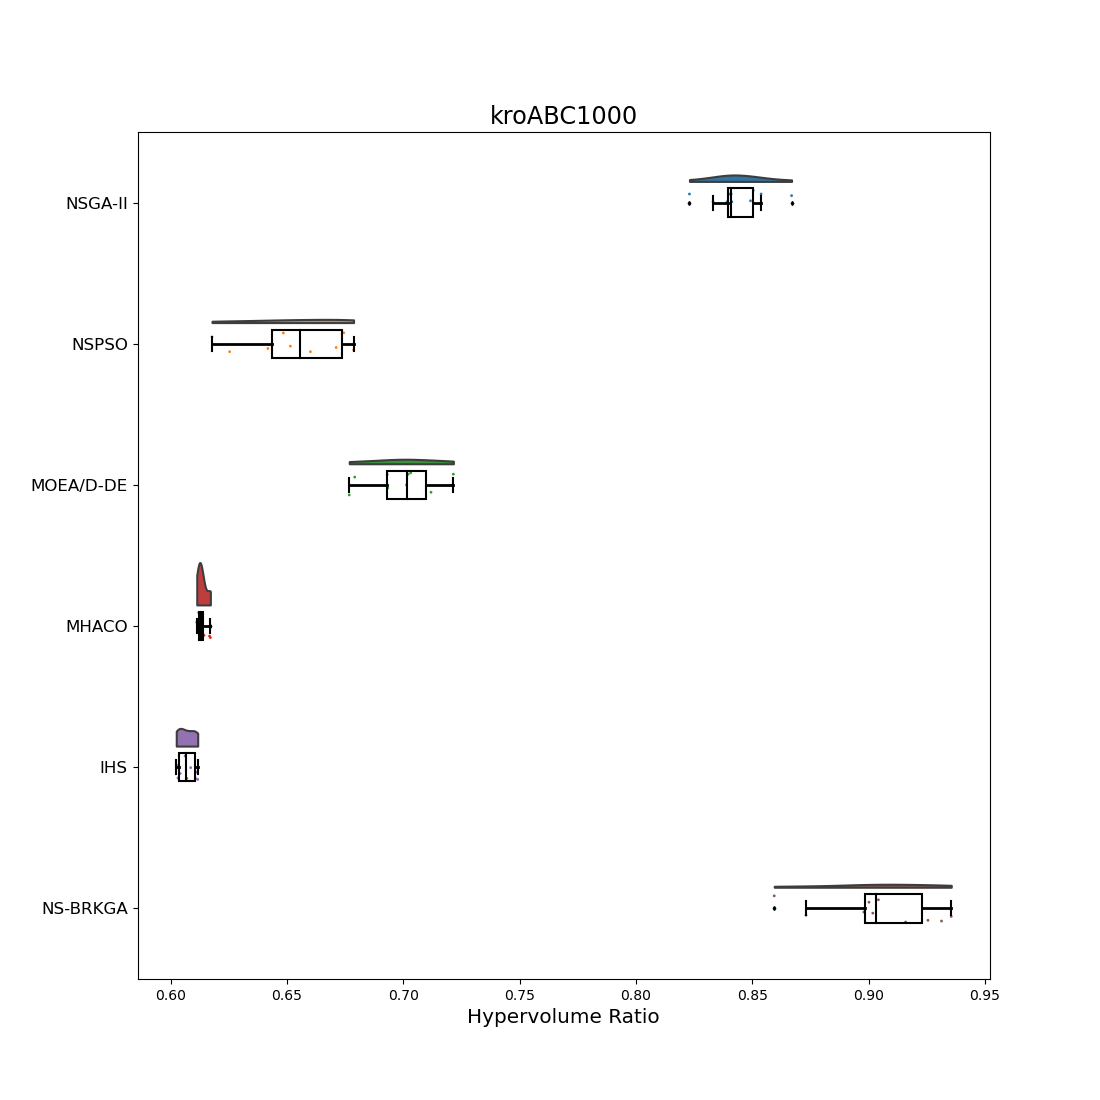 kroABC1000
NSGA-II
NSPSO
MOEA/D-DE
MHACO
IHS
NS-BRKGA
0.60 0.65 0.70 0.75 0.80 0.85 0.90 0.95
Hypervolume Ratio